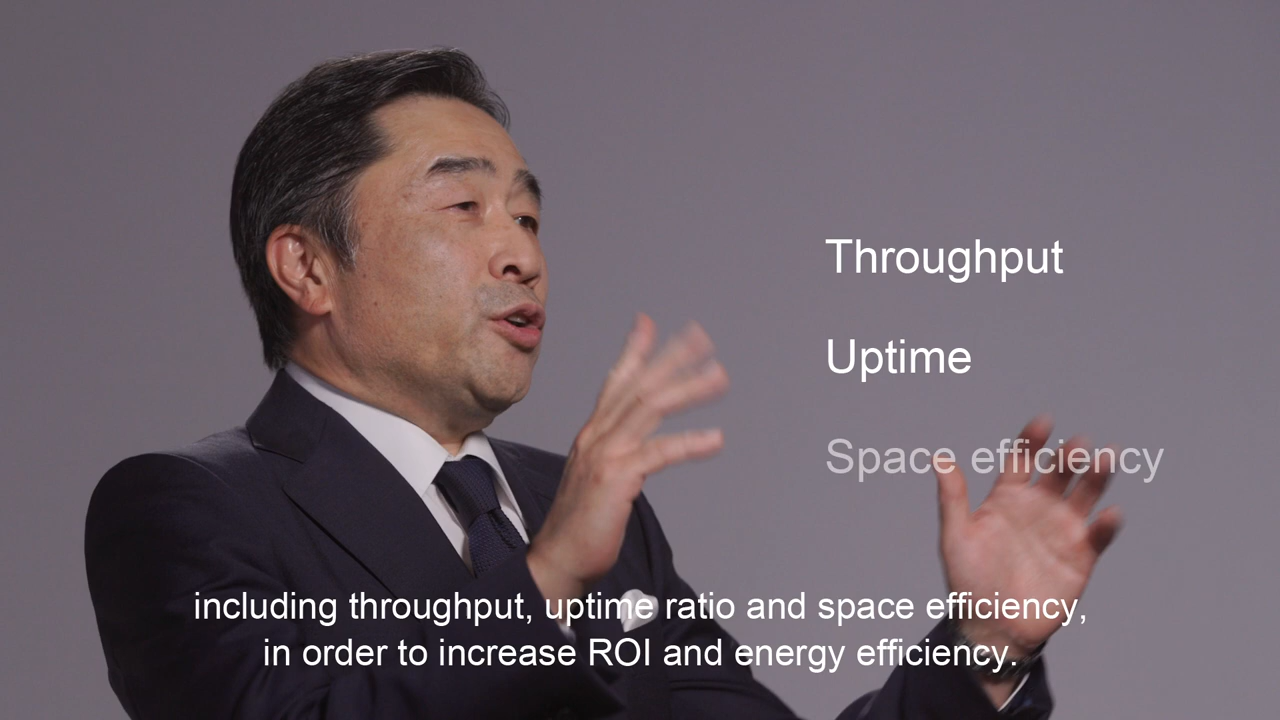 Throughput
Uptime
Space efficiency
including throughput, uptime ratio and space efficiency,
in order to increase ROI and energy efficiency.